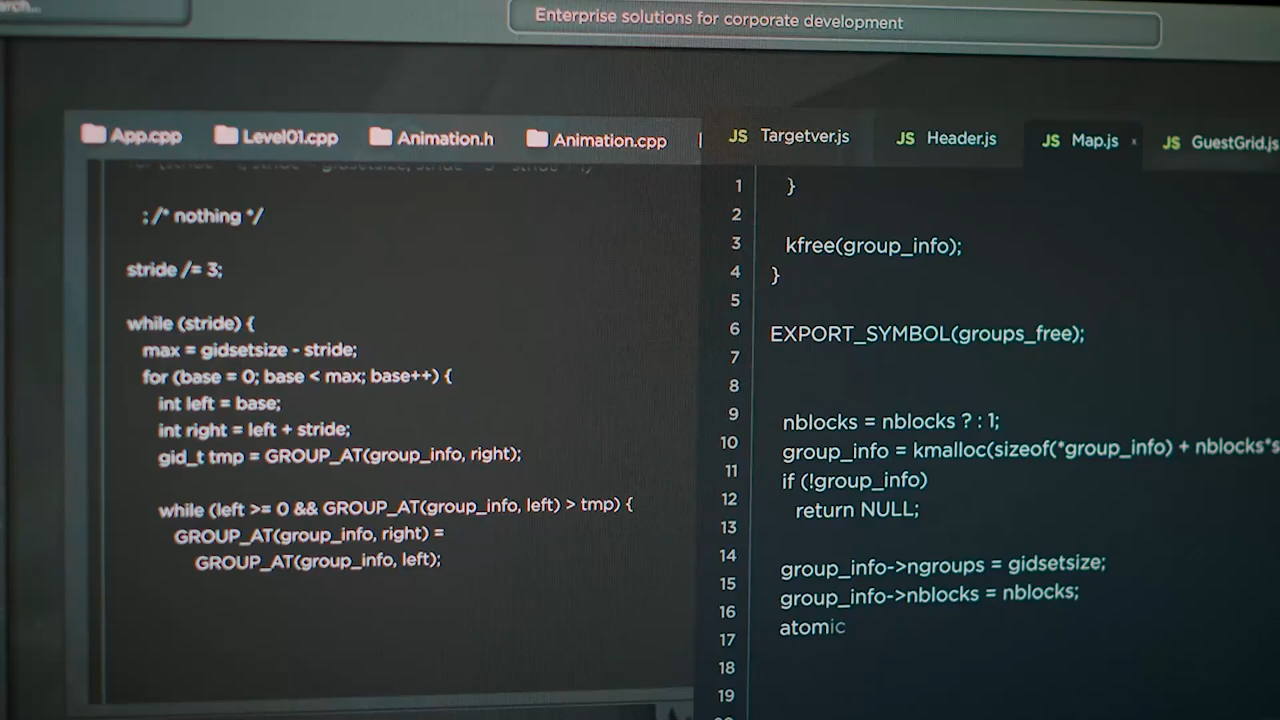 Enterprise solutions for corporate development
App.cpp Level01.cpp Animation.h Animation.cpp
; /* nothing */
stride /= 3;
while (stride) {
max = gidsetsize - stride;
for (base = 0; base < max; base++) {
int left = base;
int right = left + stride;
gid_t tmp = GROUP_AT(group_info, right);
while (left >= 0 && GROUP_AT(group_info, left) > tmp) {
GROUP_AT(group_info, right) =
GROUP_AT(group_info, left);
JS Targetver.js JS Header.js JS Map.js x JS GuestGrid.js
1 }
2
3 kfree(group_info);
4 }
5
6 EXPORT_SYMBOL(groups_free);
7
8
9 nblocks = nblocks ? : 1;
10 group_info = kmalloc(sizeof(*group_info) + nblocks*s
11 if (!group_info)
12 return NULL;
13
14 group_info->ngroups = gidsetsize;
15 group_info->nblocks = nblocks;
16 atomic
17
18
19